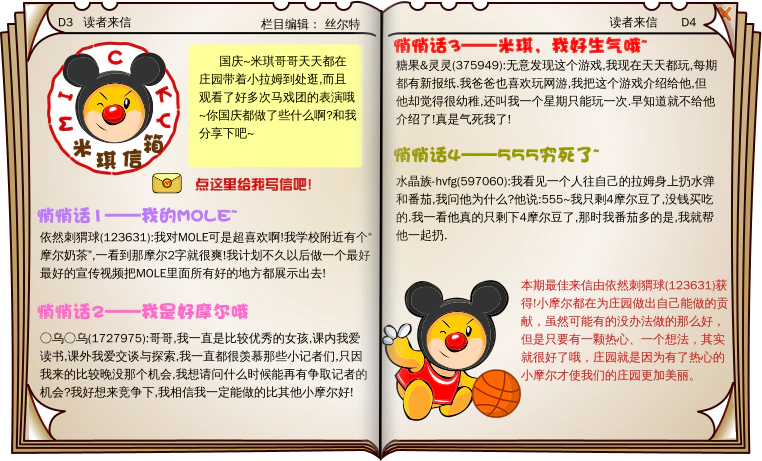 D3 读者来信
栏目编辑： 丝尔特
MICKY
米琪信箱
国庆~米琪哥哥天天都在
庄园带着小拉姆到处逛,而且
观看了好多次马戏团的表演哦
~你国庆都做了些什么啊?和我
分享下吧~
点这里给我写信吧!
悄悄话1——我的MOLE~
依然刺猬球(123631):我对MOLE可是超喜欢啊!我学校附近有个“
摩尔奶茶”,一看到那摩尔2字就很爽!我计划不久以后做一个最好
最好的宣传视频把MOLE里面所有好的地方都展示出去!
悄悄话2——我是好摩尔哦
〇乌〇乌(1727975):哥哥,我一直是比较优秀的女孩,课内我爱
读书,课外我爱交谈与探索,我一直都很羡慕那些小记者们,只因
我来的比较晚没那个机会,我想请问什么时候能再有争取记者的
机会?我好想来竞争下,我相信我一定能做的比其他小摩尔好!
读者来信 D4
悄悄话3——米琪，我好生气哦~
糖果&灵灵(375949):无意发现这个游戏,我现在天天都玩,每期
都有新报纸.我爸爸也喜欢玩网游,我把这个游戏介绍给他,但
他却觉得很幼稚,还叫我一个星期只能玩一次.早知道就不给他
介绍了!真是气死我了!
悄悄话4——555穷死了~
水晶族-hvfg(597060):我看见一个人往自己的拉姆身上扔水弹
和番茄,我问他为什么?他说:555~我只剩4摩尔豆了,没钱买吃
的.我一看他真的只剩下4摩尔豆了,那时我番茄多的是,我就帮
他一起扔.
本期最佳来信由依然刺猬球(123631)获
得!小摩尔都在为庄园做出自己能做的贡
献，虽然可能有的没办法做的那么好，
但是只要有一颗热心、一个想法，其实
就很好了哦，庄园就是因为有了热心的
小摩尔才使我们的庄园更加美丽。